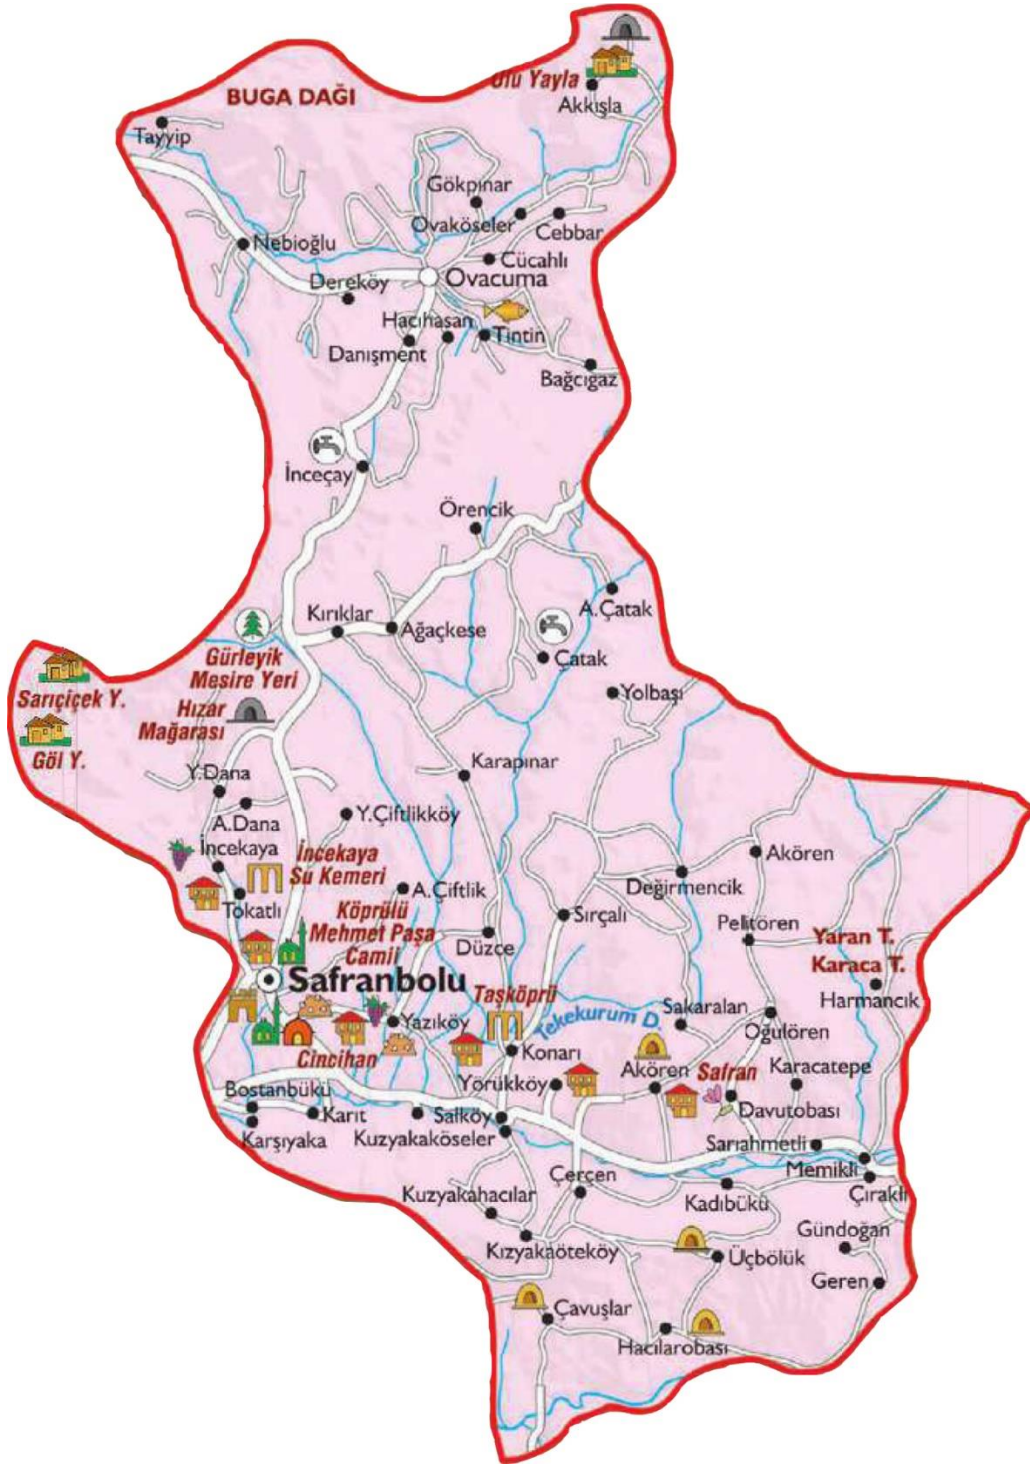 Ulu Yayla
Akkışla
BUGA DAĞI
Tayyip
Gökpınar
Ovaköseler
Cebbar
Nebioğlu
Cücahlı
Ovacuma
Dereköy
Hacıhasan
Tintin
Danışment
Bağcıgaz
İnceçay
Örencik
A.Çatak
Kırıklar
Ağaçkese
Çatak
Gürleyik
Mesire Yeri
Sarıçiçek Y.
Yolbaşı
Hızar
Mağarası
Göl Y.
Y.Dana
Karapınar
A.Dana
Y.Çiftlikköy
İncekaya
İncekaya
Su Kemeri
Akören
Değirmencik
A.Çiftlik
Tokatlı
Köprülü
Mehmet Paşa
Camii
Sırçalı
Pelitören
Düzce
Yaran T.
Karaca T.
Safranbolu
Harmancık
Taşköprü
Sakaralan
Tekekurum D.
Yazıköy
Oğulören
Cincihan
Konarı
Yörükköy
Akören
Safran
Karacatepe
Bostanbükü
Karıt
Salköy
Davutobası
Karşıyaka
Kuzyakaköseler
Sarıahmetli
Memikli
Çerçen
Kadıbükü
Çıraklı
Kuzyakahacılar
Gündoğan
Kızyakaöteköy
Üçbölük
Geren
Çavuşlar
Hacılarobası